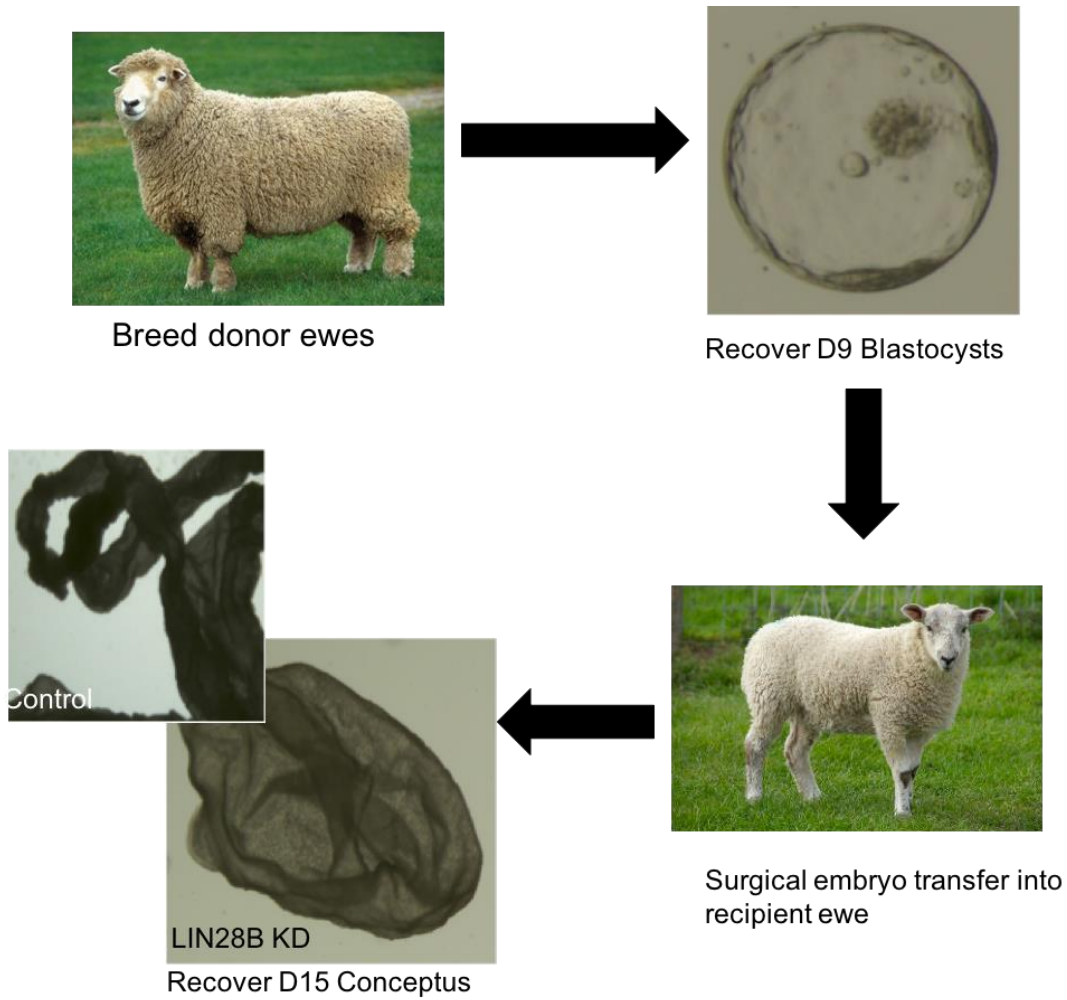 Breed donor ewes
Recover D9 Blastocysts
Surgical embryo transfer into
recipient ewe
Control
LIN28B KD
Recover D15 Conceptus